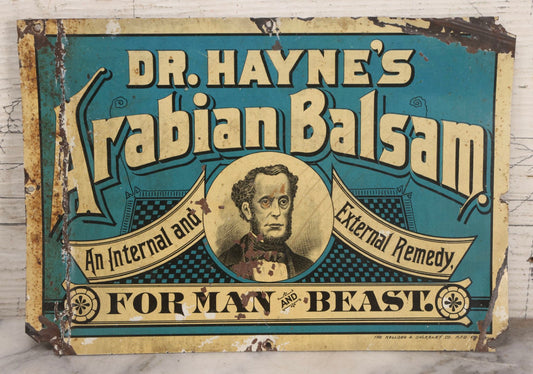 DR. HAYNE'S
Arabian Balsam,
An Internal and External Remedy,
FOR MAN AND BEAST.